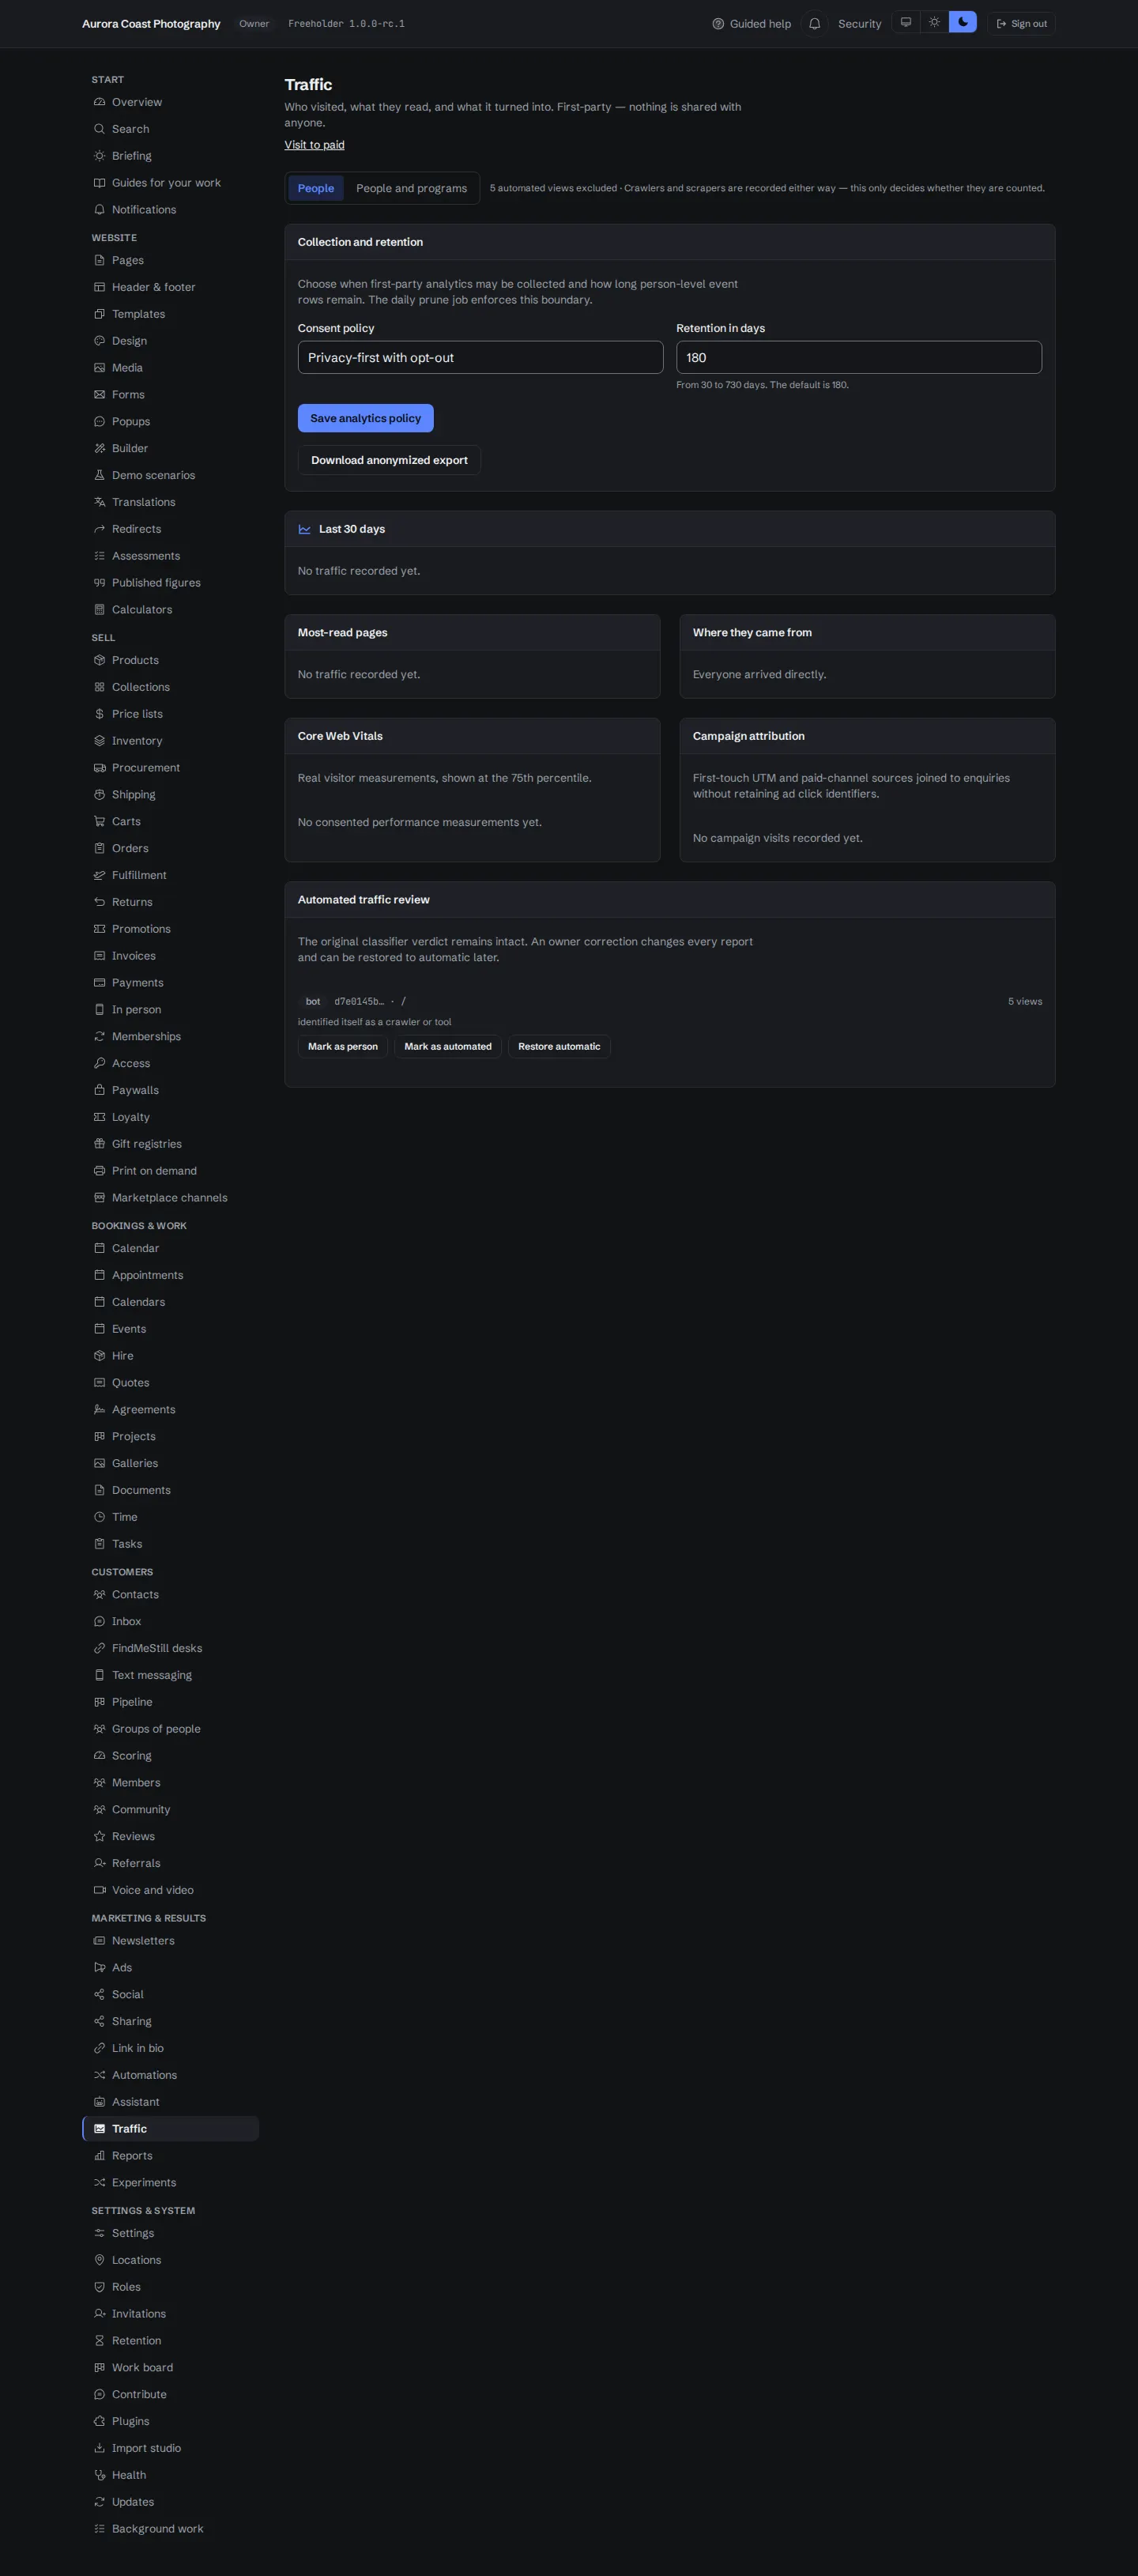 Aurora Coast Photography
Owner
Freeholder 1.0.0-rc.1
Guided help
Security
Sign out
START
Overview
Search
Briefing
Guides for your work
Notifications
WEBSITE
Pages
Header & footer
Templates
Design
Media
Forms
Popups
Builder
Demo scenarios
Translations
Redirects
Assessments
Published figures
Calculators
SELL
Products
Collections
Price lists
Inventory
Procurement
Shipping
Carts
Orders
Fulfillment
Returns
Promotions
Invoices
Payments
In person
Memberships
Access
Paywalls
Loyalty
Gift registries
Print on demand
Marketplace channels
BOOKINGS & WORK
Calendar
Appointments
Calendars
Events
Hire
Quotes
Agreements
Projects
Galleries
Documents
Time
Tasks
CUSTOMERS
Contacts
Inbox
FindMeStill desks
Text messaging
Pipeline
Groups of people
Scoring
Members
Community
Reviews
Referrals
Voice and video
MARKETING & RESULTS
Newsletters
Ads
Social
Sharing
Link in bio
Automations
Assistant
Traffic
Reports
Experiments
SETTINGS & SYSTEM
Settings
Locations
Roles
Invitations
Retention
Work board
Contribute
Plugins
Import studio
Health
Updates
Background work
Traffic
Who visited, what they read, and what it turned into. First-party — nothing is shared with
anyone.
Visit to paid
People
People and programs
5 automated views excluded · Crawlers and scrapers are recorded either way — this only decides whether they are counted.
Collection and retention
Choose when first-party analytics may be collected and how long person-level event
rows remain. The daily prune job enforces this boundary.
Consent policy
Privacy-first with opt-out
Retention in days
180
From 30 to 730 days. The default is 180.
Save analytics policy
Download anonymized export
Last 30 days
No traffic recorded yet.
Most-read pages
No traffic recorded yet.
Where they came from
Everyone arrived directly.
Core Web Vitals
Real visitor measurements, shown at the 75th percentile.
No consented performance measurements yet.
Campaign attribution
First-touch UTM and paid-channel sources joined to enquiries
without retaining ad click identifiers.
No campaign visits recorded yet.
Automated traffic review
The original classifier verdict remains intact. An owner correction changes every report
and can be restored to automatic later.
bot d7e0145b… · /
5 views
identified itself as a crawler or tool
Mark as person
Mark as automated
Restore automatic